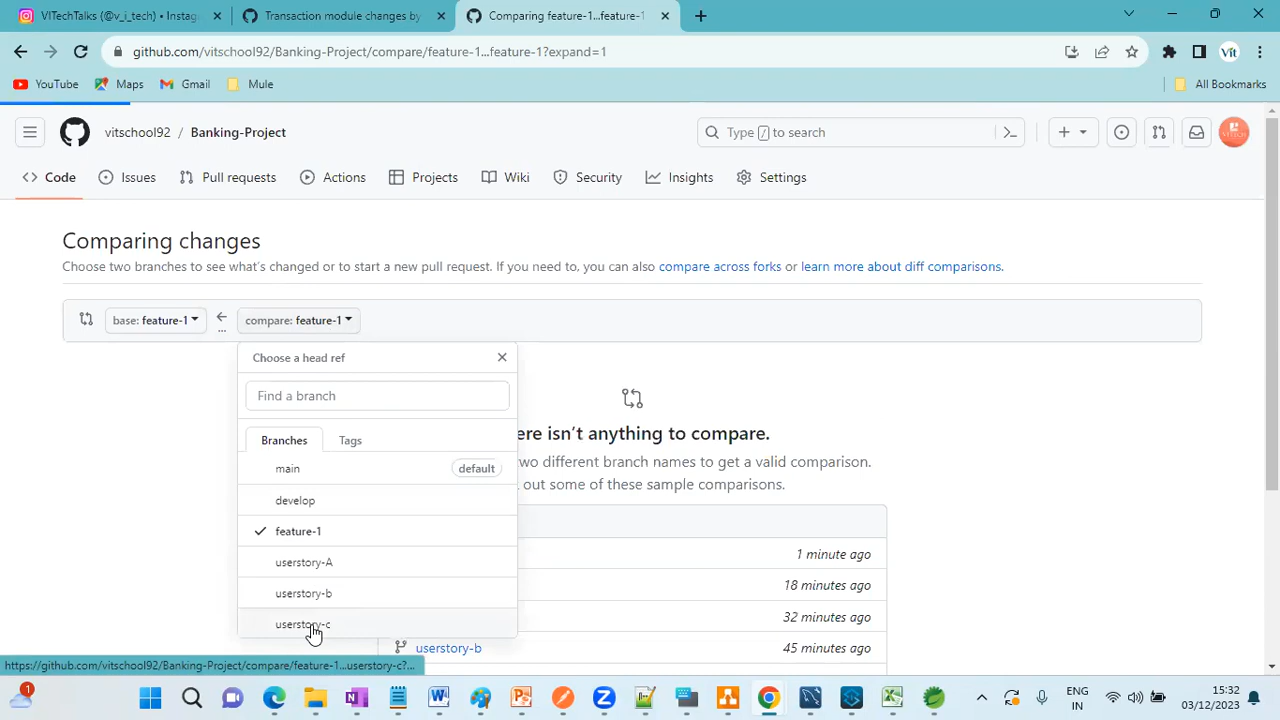 VITechTalks (@v_i_tech) • Instag
Transaction module changes by
Comparing feature-1...feature-1
github.com/vitschool92/Banking-Project/compare/feature-1...feature-1?expand=1
Vit
YouTube
Maps
Gmail
Mule
All Bookmarks
vitschool92 / Banking-Project
Type / to search
Code
Issues
Pull requests
Actions
Projects
Wiki
Security
Insights
Settings
Comparing changes
Choose two branches to see what's changed or to start a new pull request. If you need to, you can also compare across forks or learn more about diff comparisons.
base: feature-1
compare: feature-1
...
Choose a head ref
Find a branch
Branches
Tags
main
default
develop
feature-1
userstory-A
userstory-b
userstory-c
ere isn't anything to compare.
wo different branch names to get a valid comparison.
out some of these sample comparisons.
1 minute ago
18 minutes ago
32 minutes ago
userstory-b
45 minutes ago
https://github.com/vitschool92/Banking-Project/compare/feature-1...userstory-c?...
1
ENG
IN
15:32
03/12/2023